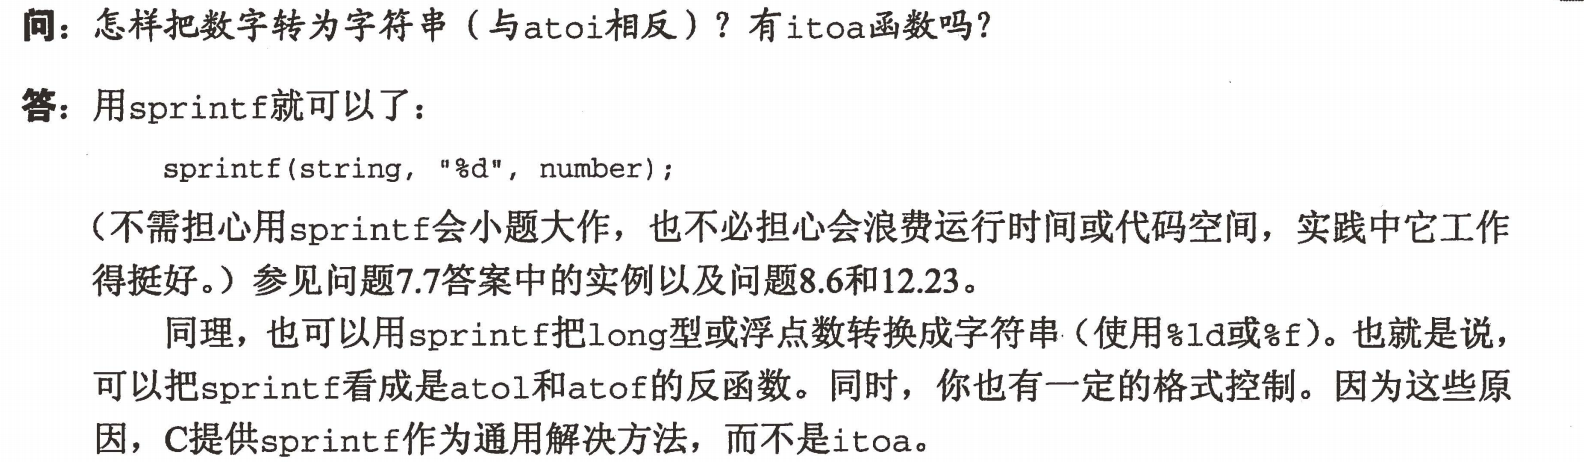 问：怎样把数字转为字符串（与atoi相反）？有itoa函数吗？
答：用sprintf就可以了：
sprintf(string, "%d", number);
（不需担心用sprintf会小题大作，也不必担心会浪费运行时间或代码空间，实践中它工作
得挺好。）参见问题7.7答案中的实例以及问题8.6和12.23。
同理，也可以用sprintf把long型或浮点数转换成字符串（使用%ld或%f）。也就是说，
可以把sprintf看成是atol和atof的反函数。同时，你也有一定的格式控制。因为这些原
因，C提供sprintf作为通用解决方法，而不是itoa。